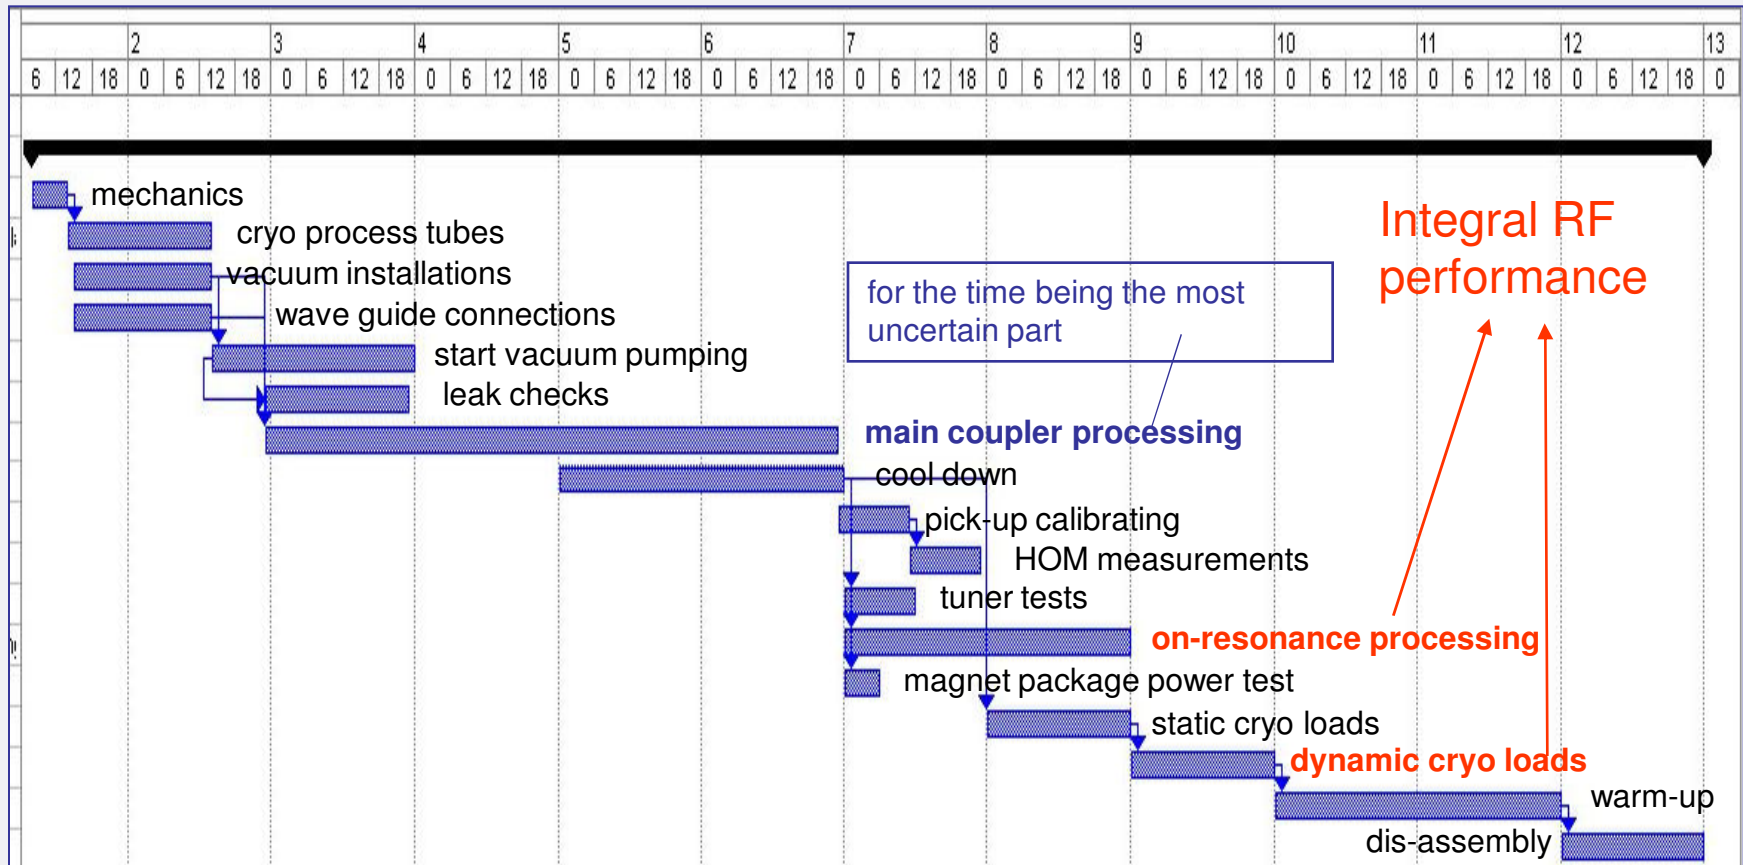 2 3 4 5 6 7 8 9 10 11 12 13
6 12 18 0 6 12 18 0 6 12 18 0 6 12 18 0 6 12 18 0 6 12 18 0 6 12 18 0 6 12 18 0 6 12 18 0 6 12 18 0 6 12 18 0 6 12 18 0
mechanics
cryo process tubes
vacuum installations
wave guide connections
start vacuum pumping
leak checks
Integral RF
performance
for the time being the most
uncertain part
main coupler processing
cool down
pick-up calibrating
HOM measurements
tuner tests
on-resonance processing
magnet package power test
static cryo loads
dynamic cryo loads
warm-up
dis-assembly